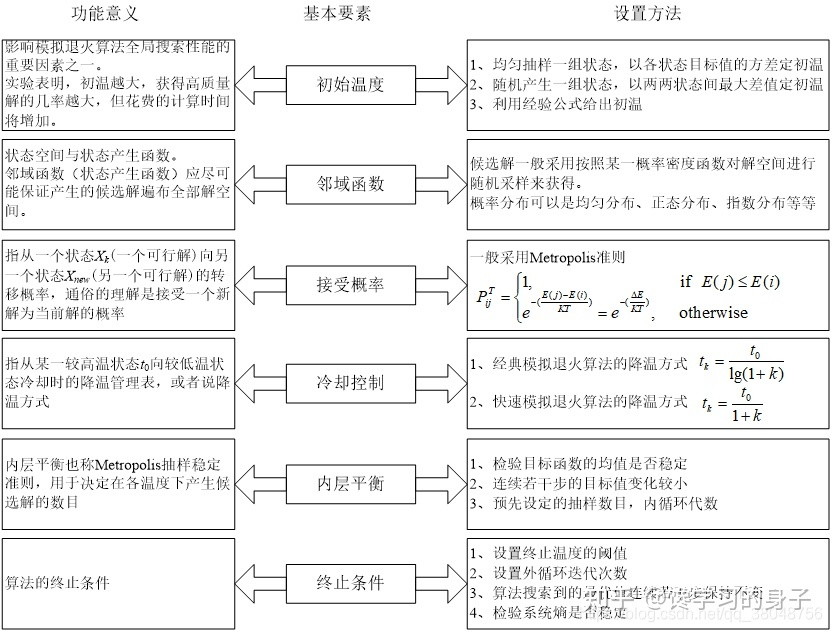 功能意义 基本要素 设置方法
影响模拟退火算法全局搜索性能的
重要因素之一。
实验表明，初温越大，获得高质量
解的几率越大，但花费的计算时间
将增加。
初始温度
1、均匀抽样一组状态，以各状态目标值的方差定初温
2、随机产生一组状态，以两两状态间最大差值定初温
3、利用经验公式给出初温
状态空间与状态产生函数。
邻域函数（状态产生函数）应尽可
能保证产生的候选解遍布全部解空
间。
邻域函数
候选解一般采用按照某一概率密度函数对解空间进行
随机采样来获得。
概率分布可以是均匀分布、正态分布、指数分布等等
指从一个状态Xk(一个可行解)向另
一个状态Xnew(另一个可行解)的转
移概率，通俗的理解是接受一个新
解为当前解的概率
接受概率
一般采用Metropolis准则
P_{ij}^{T} = { 1, if E(j) ≤ E(i)
e^{-(\frac{E(j)-E(i)}{KT})} = e^{-(\frac{ΔE}{KT})}, otherwise
指从某一较高温状态t0向较低温状
态冷却时的降温管理表，或者说降
温方式
冷却控制
1、经典模拟退火算法的降温方式 t_k = \frac{t_0}{lg(1+k)}
2、快速模拟退火算法的降温方式 t_k = \frac{t_0}{1+k}
内层平衡也称Metropolis抽样稳定
准则，用于决定在各温度下产生候
选解的数目
内层平衡
1、检验目标函数的均值是否稳定
2、连续若干步的目标值变化较小
3、预先设定的抽样数目，内循环代数
算法的终止条件
终止条件
1、设置终止温度的阈值
2、设置外循环迭代次数
3、算法搜索到的最优值连续若干步保持不变
4、检验系统熵是否稳定
知乎 @馋学习的身子
https://blog.csdn.net/qq_38048756